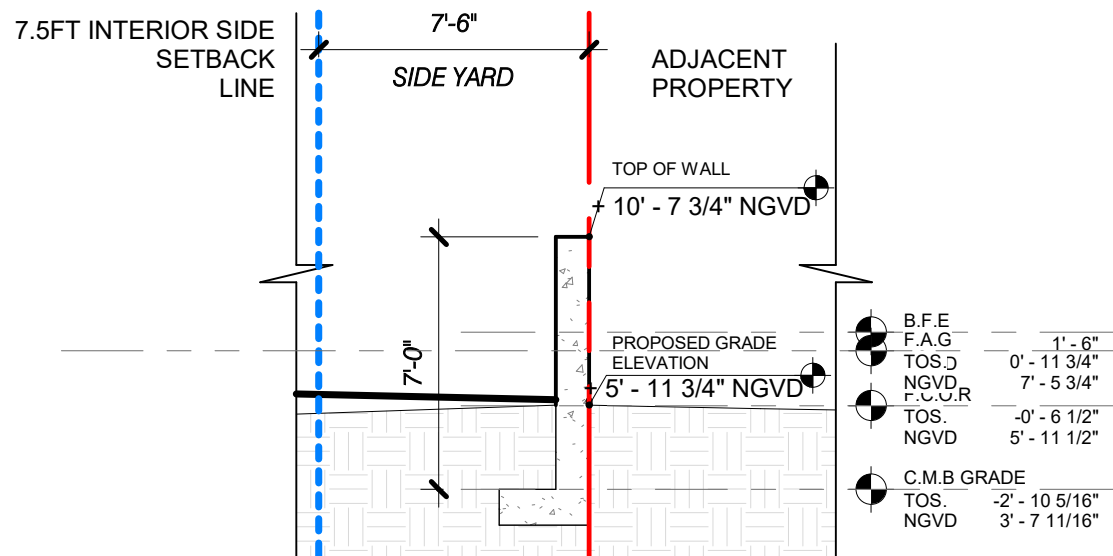 7.5FT INTERIOR SIDE
SETBACK
LINE
7'-6"
SIDE YARD
ADJACENT
PROPERTY
TOP OF WALL
+ 10' - 7 3/4" NGVD
7'-0"
PROPOSED GRADE
ELEVATION
+ 5' - 11 3/4" NGVD
B.F.E
F.A.G 1' - 6"
TOS. 0' - 11 3/4"
NGVD 7' - 5 3/4"
F.C.O.R
TOS. -0' - 6 1/2"
NGVD 5' - 11 1/2"
C.M.B GRADE
TOS. -2' - 10 5/16"
NGVD 3' - 7 11/16"